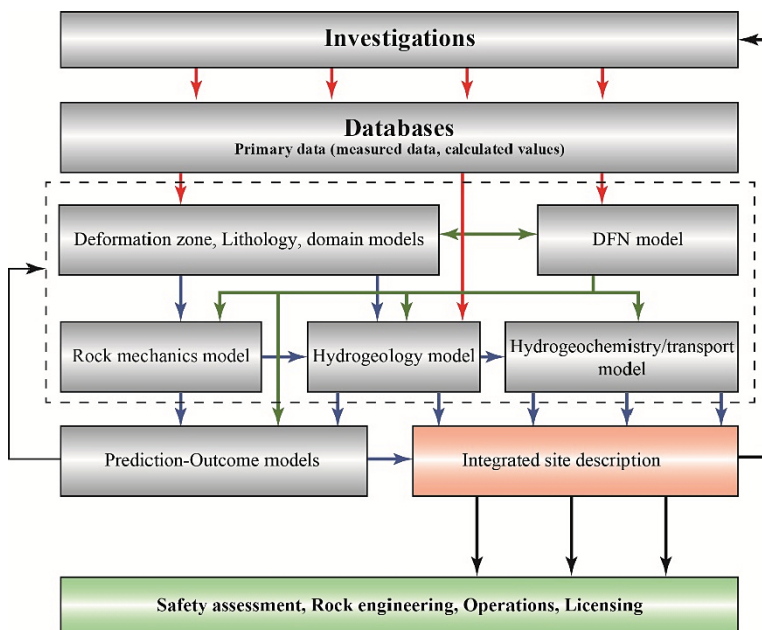 Investigations
Databases
Primary data (measured data, calculated values)
Deformation zone, Lithology, domain models
DFN model
Rock mechanics model
Hydrogeology model
Hydrogeochemistry/transport
model
Prediction-Outcome models
Integrated site description
Safety assessment, Rock engineering, Operations, Licensing